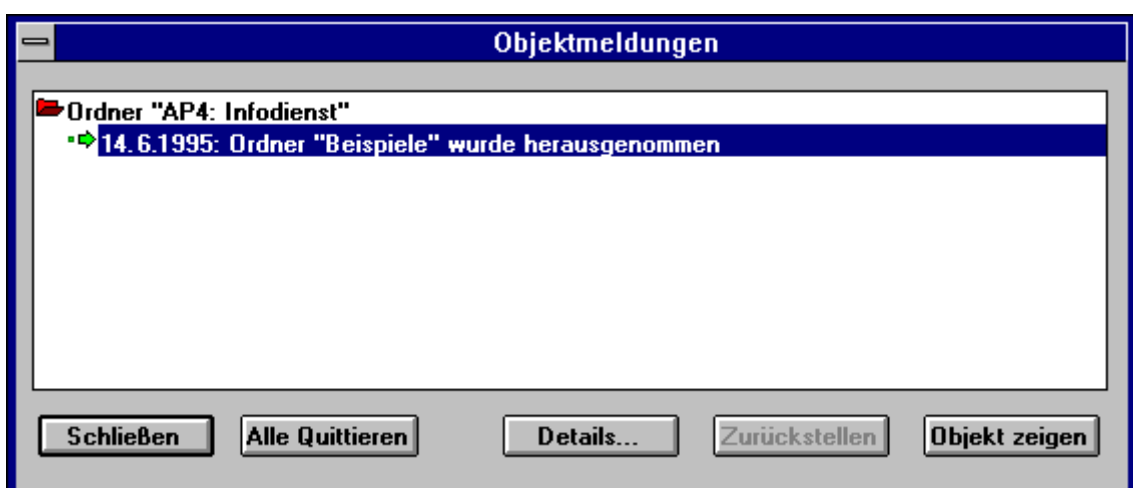 Objektmeldungen
Ordner "AP4: Infodienst"
14.6.1995: Ordner "Beispiele" wurde herausgenommen
Schließen Alle Quittieren Details... Zurückstellen Objekt zeigen